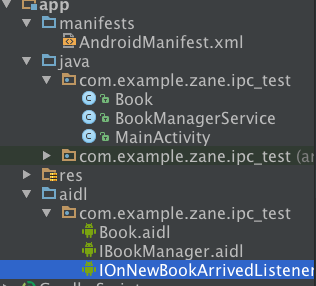 app
manifests
AndroidManifest.xml
java
com.example.zane.ipc_test
Book
BookManagerService
MainActivity
com.example.zane.ipc_test (an
res
aidl
com.example.zane.ipc_test
Book.aidl
IBookManager.aidl
IOnNewBookArrivedListener